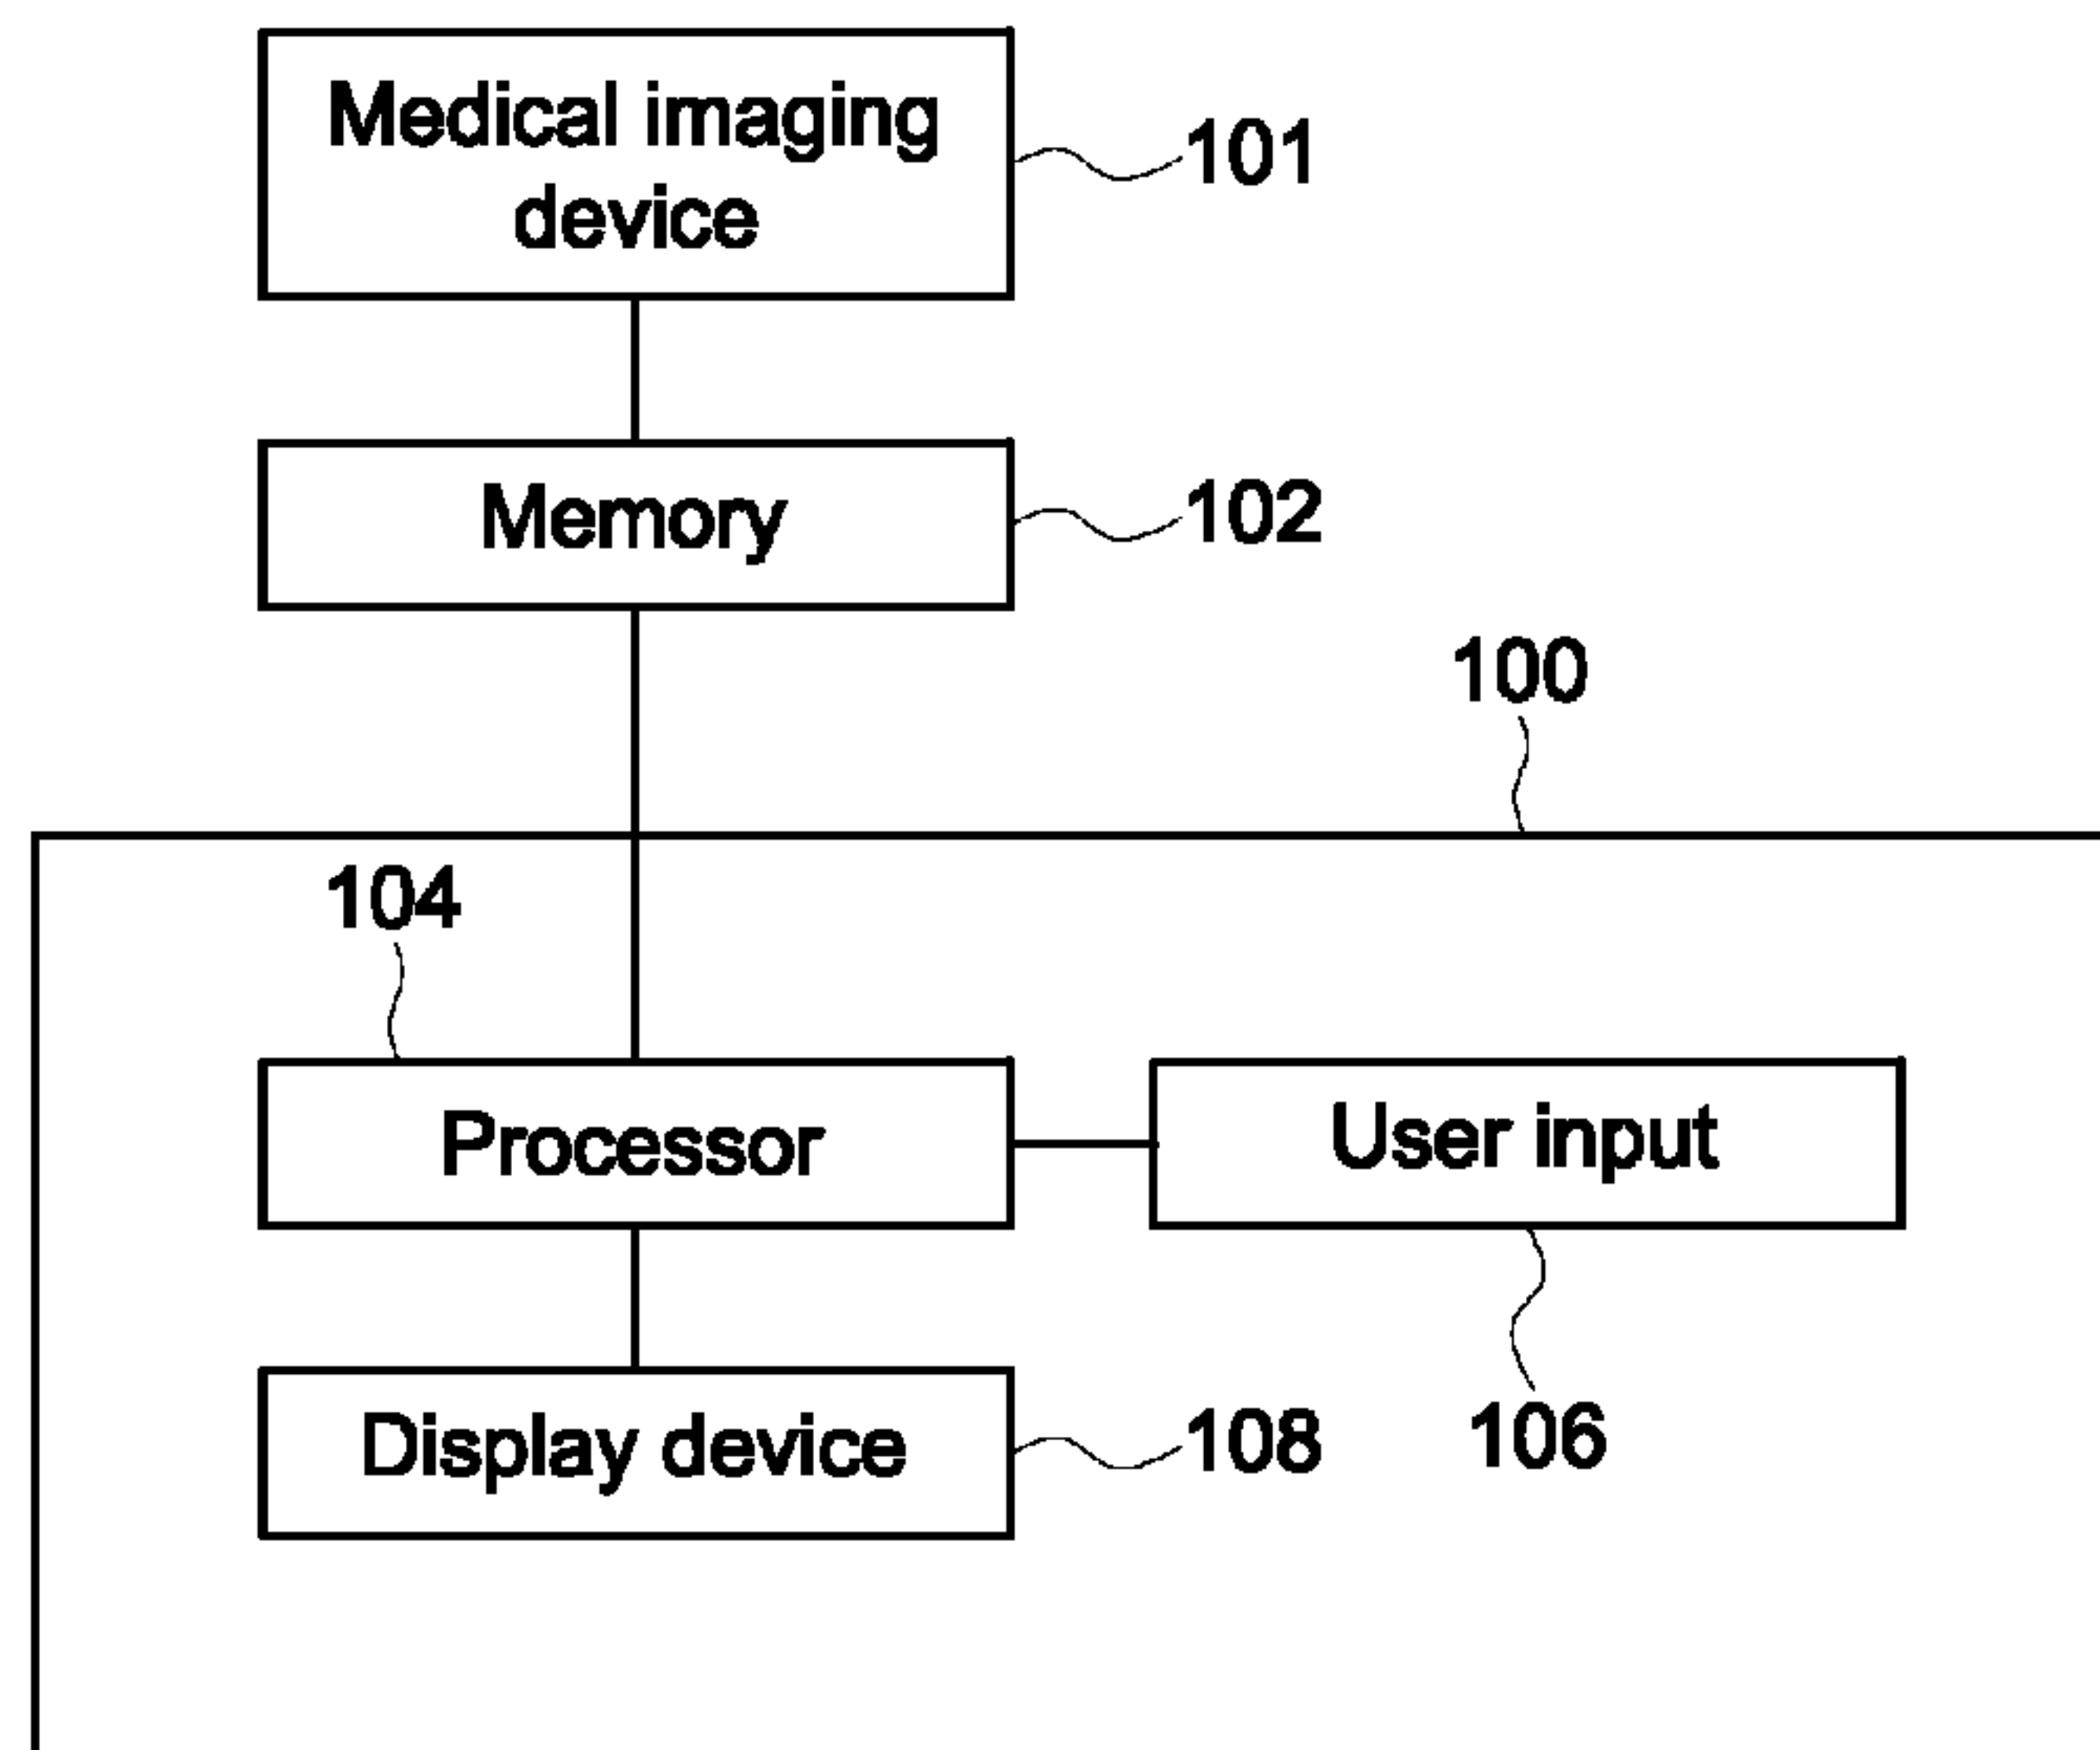 Medical imaging
device
101
Memory
102
100
104
Processor
User input
Display device
108
106